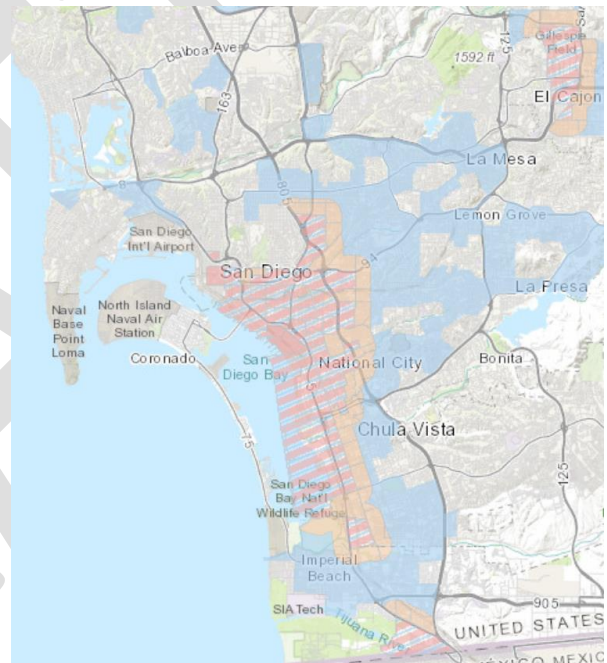 Balboa Ave
163
1592 ft
125
Gillespie
Field
El Cajon
8
805
La Mesa
Lemon Grove
San Diego
Int'l Airport
San Diego
94
La Presa
Naval
Base
Point
Loma
North Island
Naval Air
Station
Coronado
San
Diego Bay
National City
Bonita
5
75
Chula Vista
125
San Diego
Bay Nat'l
Wildlife Refuge
Imperial
Beach
SIA Tech
Tijuana River
905
UNITED STATES
MÉXICO